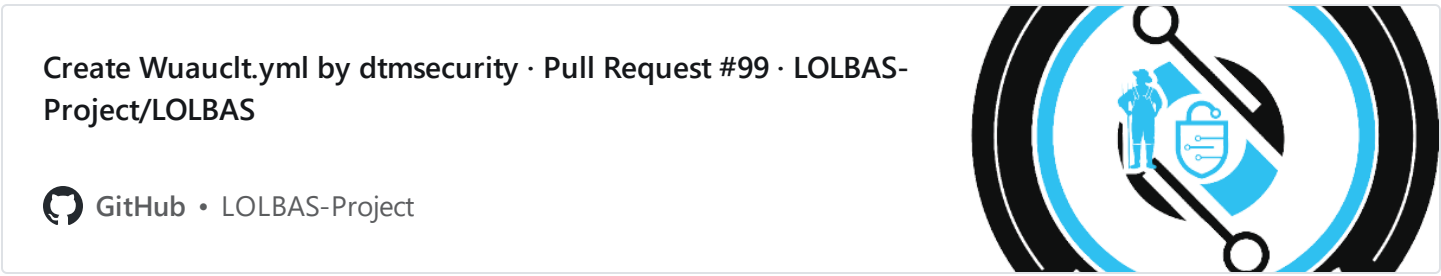 Create Wuauclt.yml by dtmsecurity · Pull Request #99 · LOLBAS-
Project/LOLBAS
GitHub • LOLBAS-Project